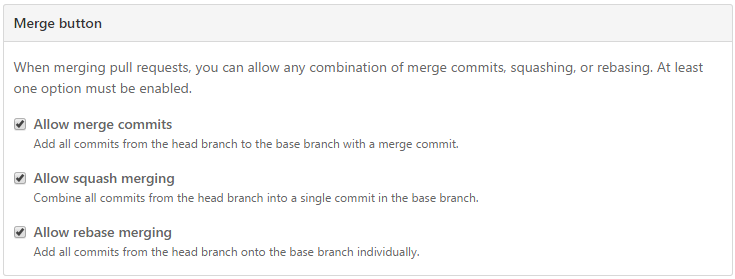 Merge button
When merging pull requests, you can allow any combination of merge commits, squashing, or rebasing. At least
one option must be enabled.
Allow merge commits
Add all commits from the head branch to the base branch with a merge commit.
Allow squash merging
Combine all commits from the head branch into a single commit in the base branch.
Allow rebase merging
Add all commits from the head branch onto the base branch individually.